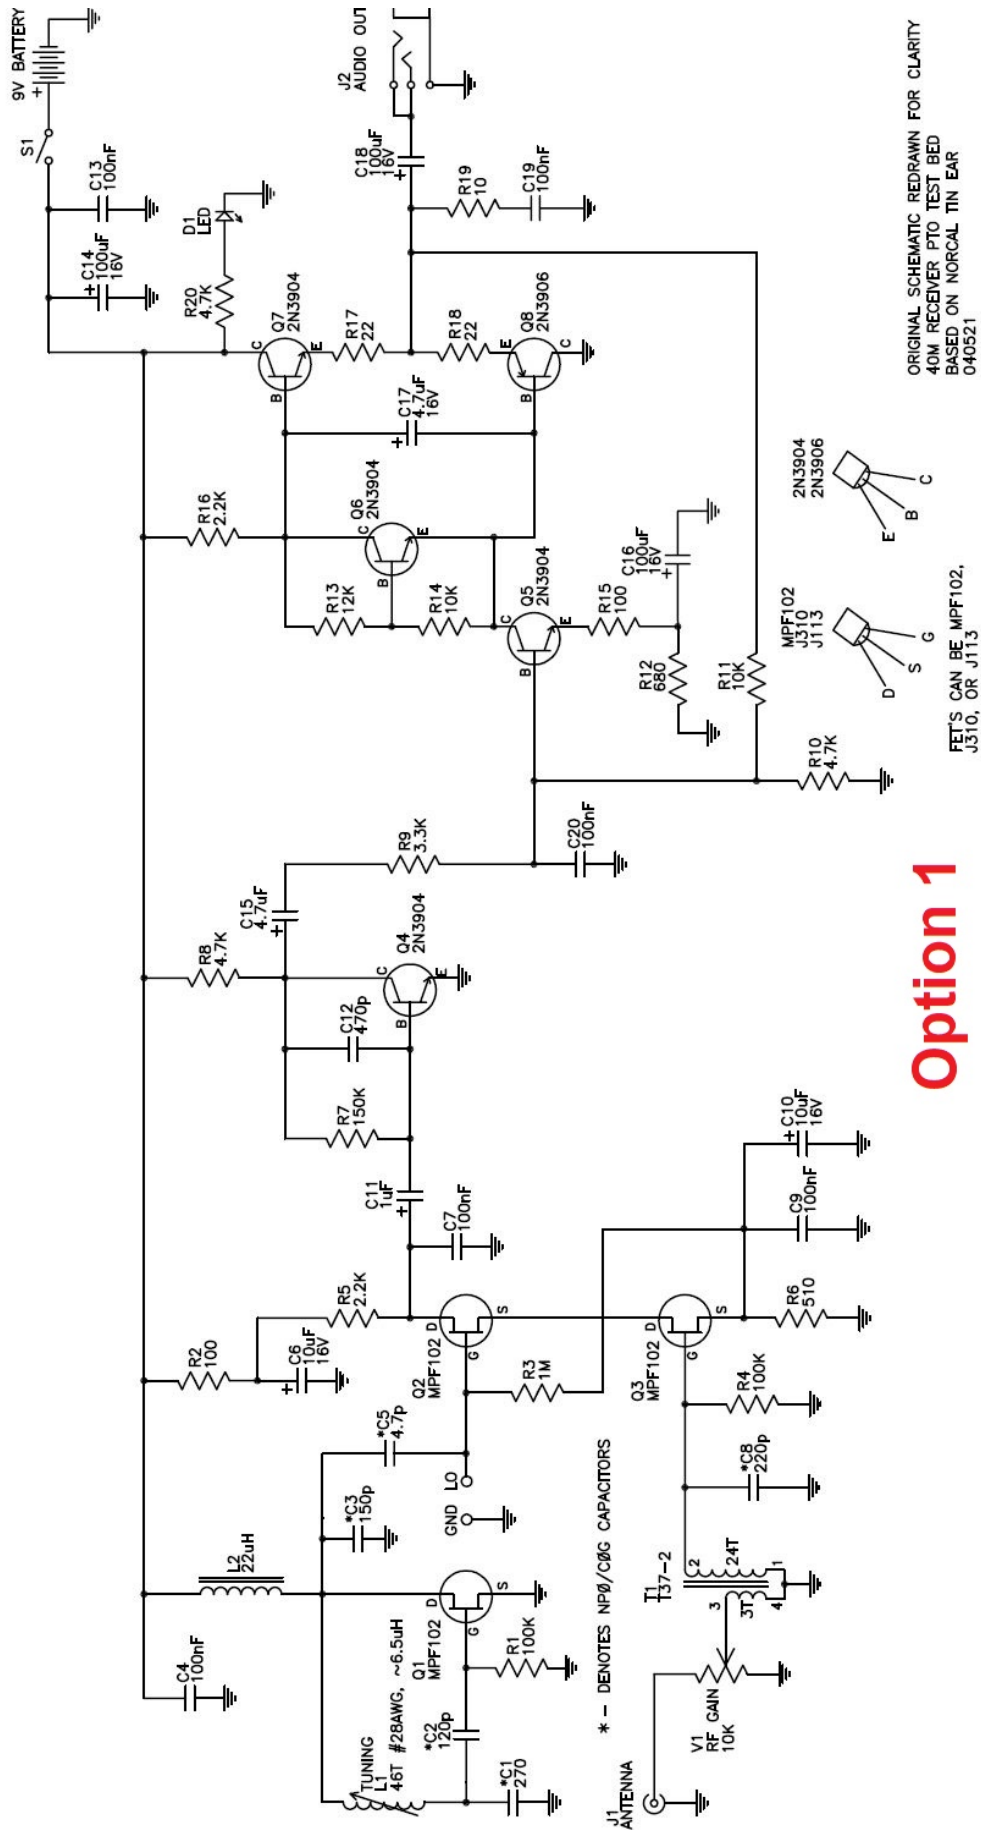 9V BATTERY
+
S1
C13
100nF
+
C14
100uF
16V
D1
LED
R20
4.7K
J2
AUDIO OUT
C18
100uF
16V
+
R19
10
C19
100nF
C
Q7
2N3904
B
E
R17
22
R18
22
E
Q8
2N3906
B
C
C17
4.7uF
16V
+
R16
2.2K
C
Q6
2N3904
B
E
R13
12K
R14
10K
C
Q5
2N3904
B
E
R15
100
C16
100uF
16V
+
R12
680
R11
10K
R10
4.7K
R9
3.3K
C20
100nF
C15
4.7uF
+
R8
4.7K
C
Q4
2N3904
B
E
C12
470p
R7
150K
C11
1uF
+
C7
100nF
R5
2.2K
R2
100
C6
10uF
16V
+
D
Q2
MPF102
G
S
R3
1M
*C5
4.7p
LO
GND
*C3
150p
L2
22uH
C4
100nF
D
Q1
MPF102
G
S
R1
100K
*C2
120p
TUNING
L1
46T #28AWG, ~6.5uH
*C1
270
J1
ANTENNA
V1
RF GAIN
10K
T1
T37-2
3
2
3T
24T
4
1
*C8
220p
R4
100K
D
Q3
MPF102
G
S
R6
510
C9
100nF
C10
10uF
16V
+
* - DENOTES NPØ/CØG CAPACITORS
MPF102
J310
J113
D
S
G
2N3904
2N3906
E
B
C
FET'S CAN BE MPF102,
J310, OR J113
ORIGINAL SCHEMATIC REDRAWN FOR CLARITY
40M RECEIVER PTO TEST BED
BASED ON NORCAL TIN EAR
040521
Option 1